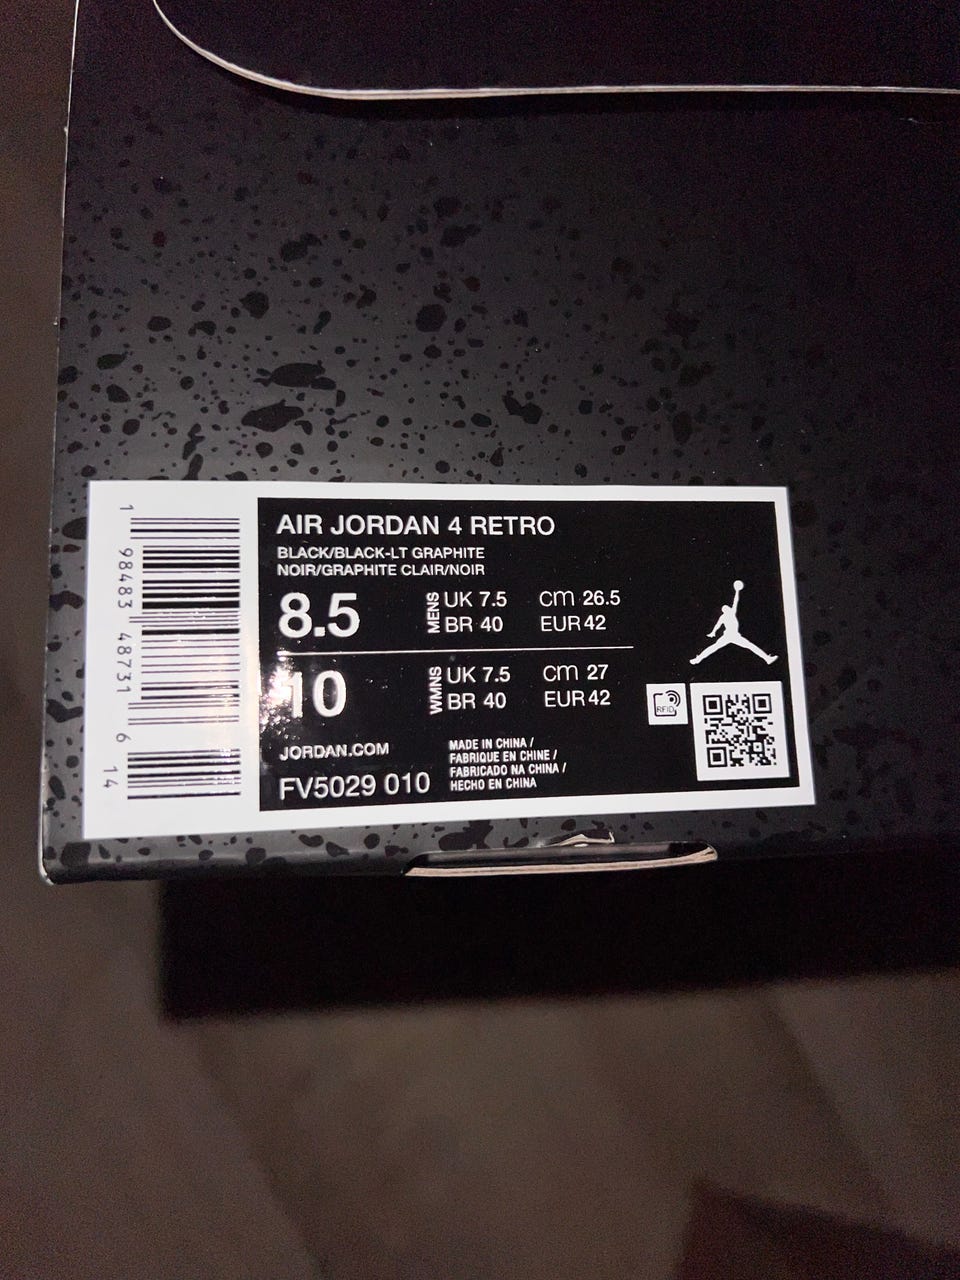 AIR JORDAN 4 RETRO
BLACK/BLACK-LT GRAPHITE
NOIR/GRAPHITE CLAIR/NOIR
8.5
MENS
UK 7.5
CM 26.5
BR 40
EUR 42
10
WMNS
UK 7.5
CM 27
BR 40
EUR 42
RFID
JORDAN.COM
FV5029 010
MADE IN CHINA /
FABRIQUE EN CHINE /
FABRICADO NA CHINA /
HECHO EN CHINA
1 98483 48731 6 14